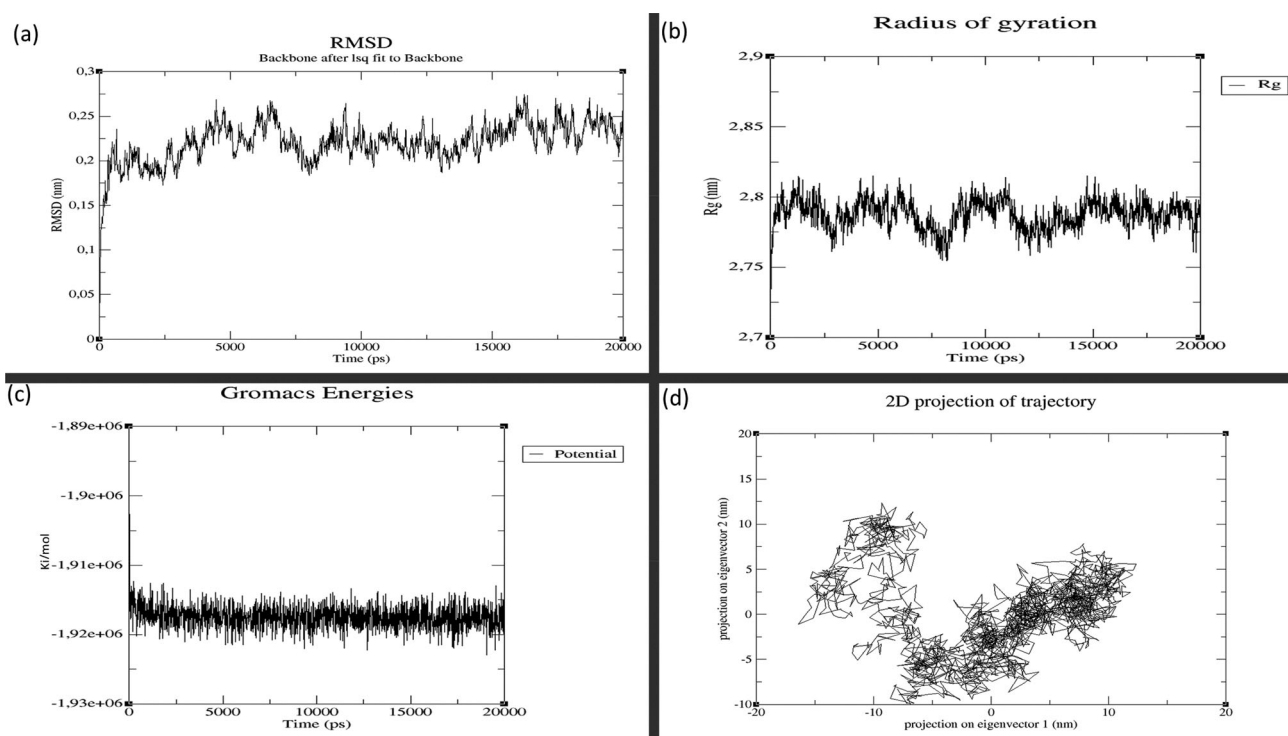 (a)
RMSD
Backbone after lsq fit to Backbone
0,3
0,25
0,2
0,15
0,1
0,05
0
RMSD (nm)
0
5000
10000
15000
20000
Time (ps)
(b)
Radius of gyration
2.9
2.85
2.8
2.75
2.7
Rg (nm)
0
5000
10000
15000
20000
Time (ps)
Rg
(c)
Gromacs Energies
-1,89e+06
-1,9e+06
-1,91e+06
-1,92e+06
-1,93e+06
Kj/mol
0
5000
10000
15000
20000
Time (ps)
Potential
(d)
2D projection of trajectory
20
15
10
5
0
-5
-10
projection on eigenvector 2 (nm)
-20
-10
0
10
20
projection on eigenvector 1 (nm)